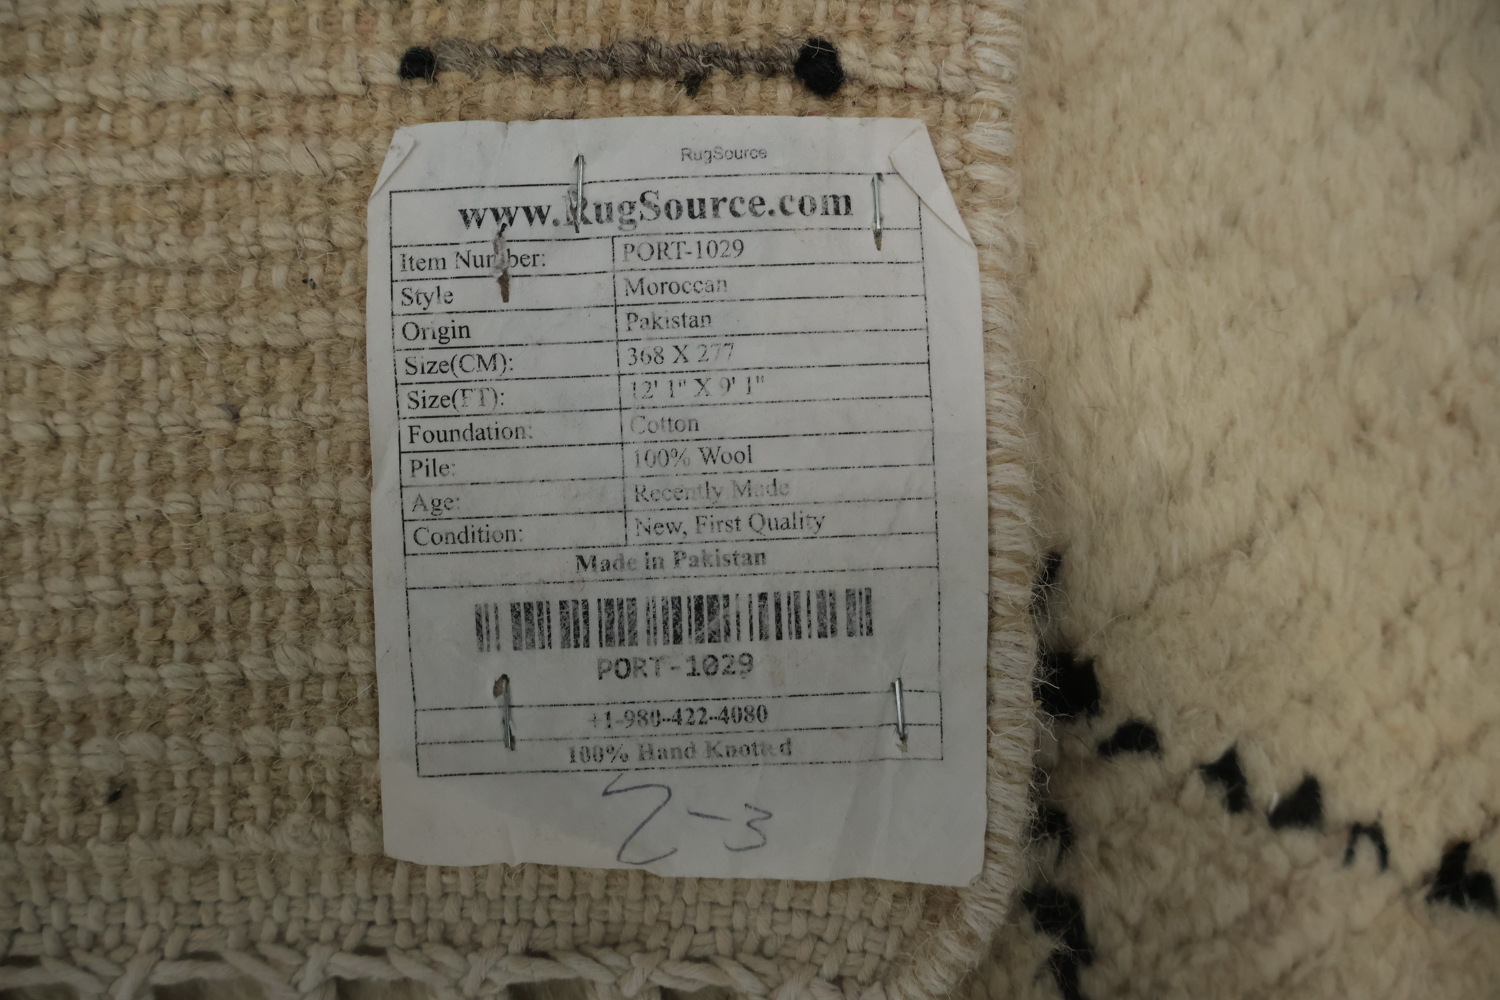 RugSource
www.RugSource.com
Item Number: PORT-1029
Style Moroccan
Origin Pakistan
Size(CM): 368 X 277
Size(FT): 12' 1" X 9' 1"
Foundation: Cotton
Pile: 100% Wool
Age: Recently Made
Condition: New, First Quality
Made in Pakistan
PORT-1029
+1-980-422-4080
100% Hand Knotted